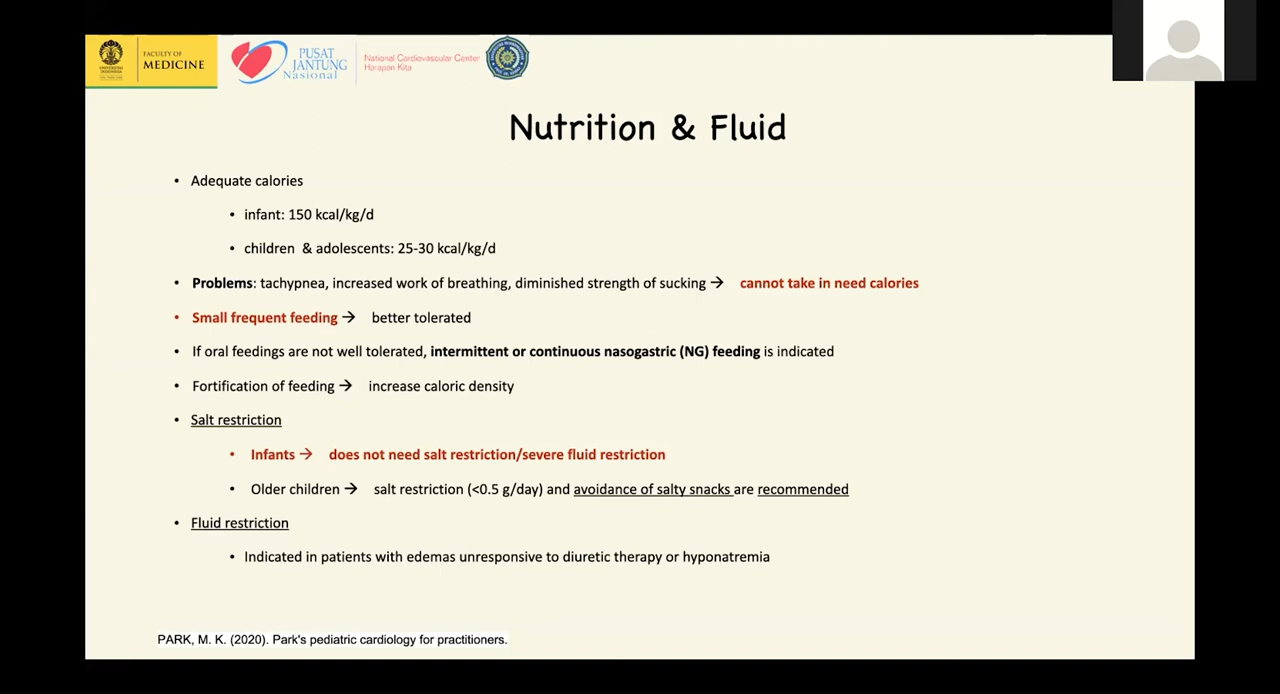 FACULTY OF
MEDICINE
UNIVERSITAS
INDONESIA
PUSAT
JANTUNG
Nasional
National Cardiovascular Center
Harapan Kita
Nutrition & Fluid
• Adequate calories
• infant: 150 kcal/kg/d
• children & adolescents: 25-30 kcal/kg/d
• Problems: tachypnea, increased work of breathing, diminished strength of sucking → cannot take in need calories
• Small frequent feeding → better tolerated
• If oral feedings are not well tolerated, intermittent or continuous nasogastric (NG) feeding is indicated
• Fortification of feeding → increase caloric density
• Salt restriction
• Infants → does not need salt restriction/severe fluid restriction
• Older children → salt restriction (<0.5 g/day) and avoidance of salty snacks are recommended
• Fluid restriction
• Indicated in patients with edemas unresponsive to diuretic therapy or hyponatremia
PARK, M. K. (2020). Park's pediatric cardiology for practitioners.